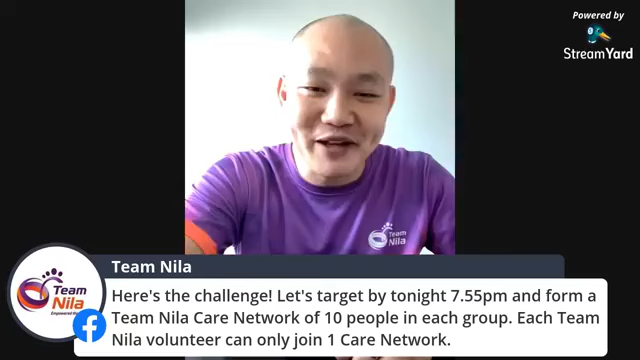 Powered by
StreamYard
Team
Nila
Team Nila
Team
Nila
Here's the challenge! Let's target by tonight 7.55pm and form a
Team Nila Care Network of 10 people in each group. Each Team
Nila volunteer can only join 1 Care Network.